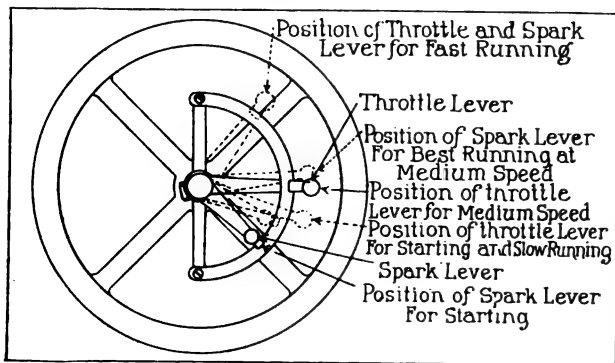 Position of Throttle and Spark
Lever for Fast Running
Throttle Lever
Position of Spark Lever
For Best Running at
Medium Speed
Position of throttle
Lever for Medium Speed
Position of throttle Lever
For Starting and Slow Running
Spark Lever
Position of Spark Lever
For Starting